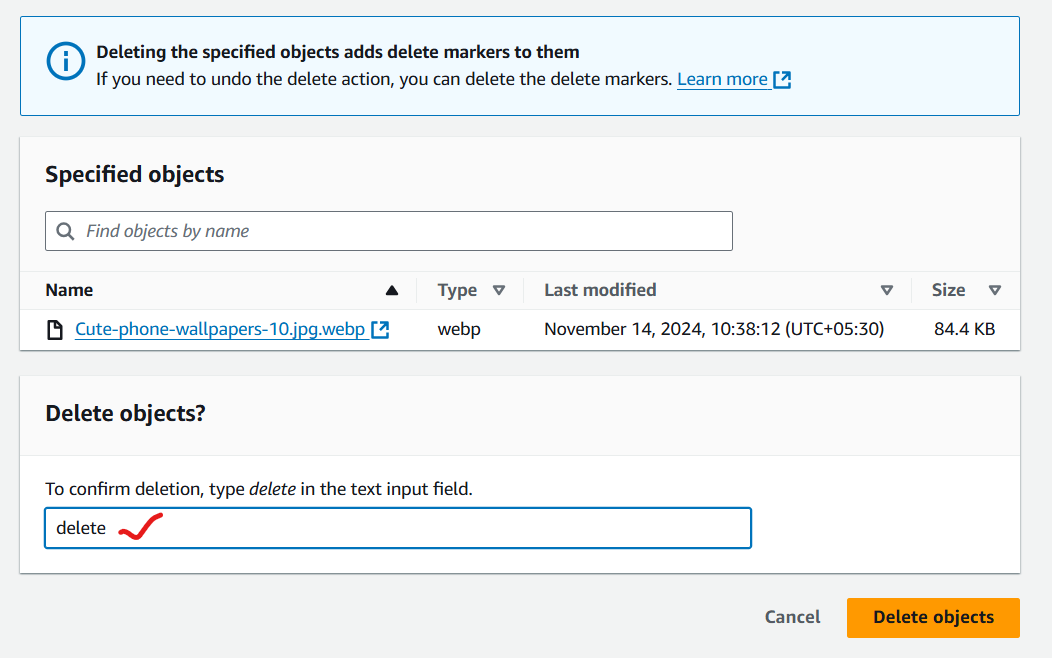 Deleting the specified objects adds delete markers to them
If you need to undo the delete action, you can delete the delete markers. Learn more
Specified objects
Find objects by name
Name Type Last modified Size
Cute-phone-wallpapers-10.jpg.webp webp November 14, 2024, 10:38:12 (UTC+05:30) 84.4 KB
Delete objects?
To confirm deletion, type delete in the text input field.
delete
Cancel Delete objects